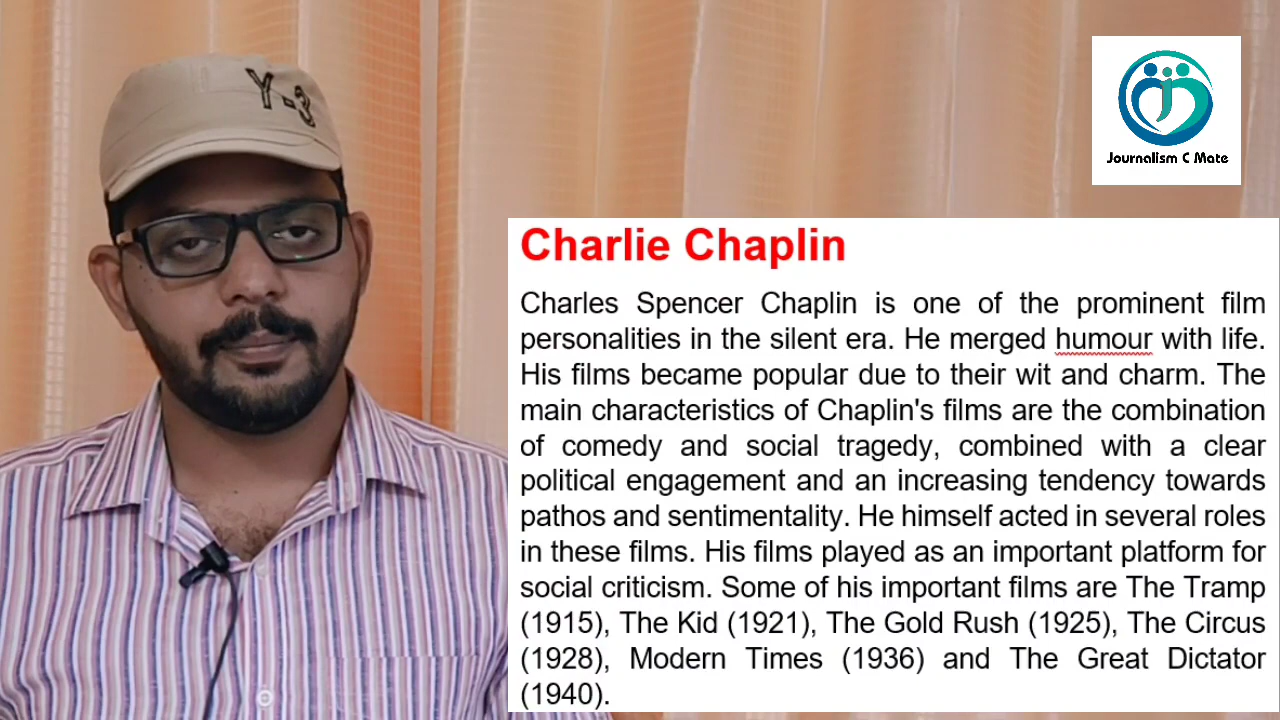 Y-3
Journalism C Mate
Charlie Chaplin
Charles Spencer Chaplin is one of the prominent film
personalities in the silent era. He merged humour with life.
His films became popular due to their wit and charm. The
main characteristics of Chaplin's films are the combination
of comedy and social tragedy, combined with a clear
political engagement and an increasing tendency towards
pathos and sentimentality. He himself acted in several roles
in these films. His films played as an important platform for
social criticism. Some of his important films are The Tramp
(1915), The Kid (1921), The Gold Rush (1925), The Circus
(1928), Modern Times (1936) and The Great Dictator
(1940).